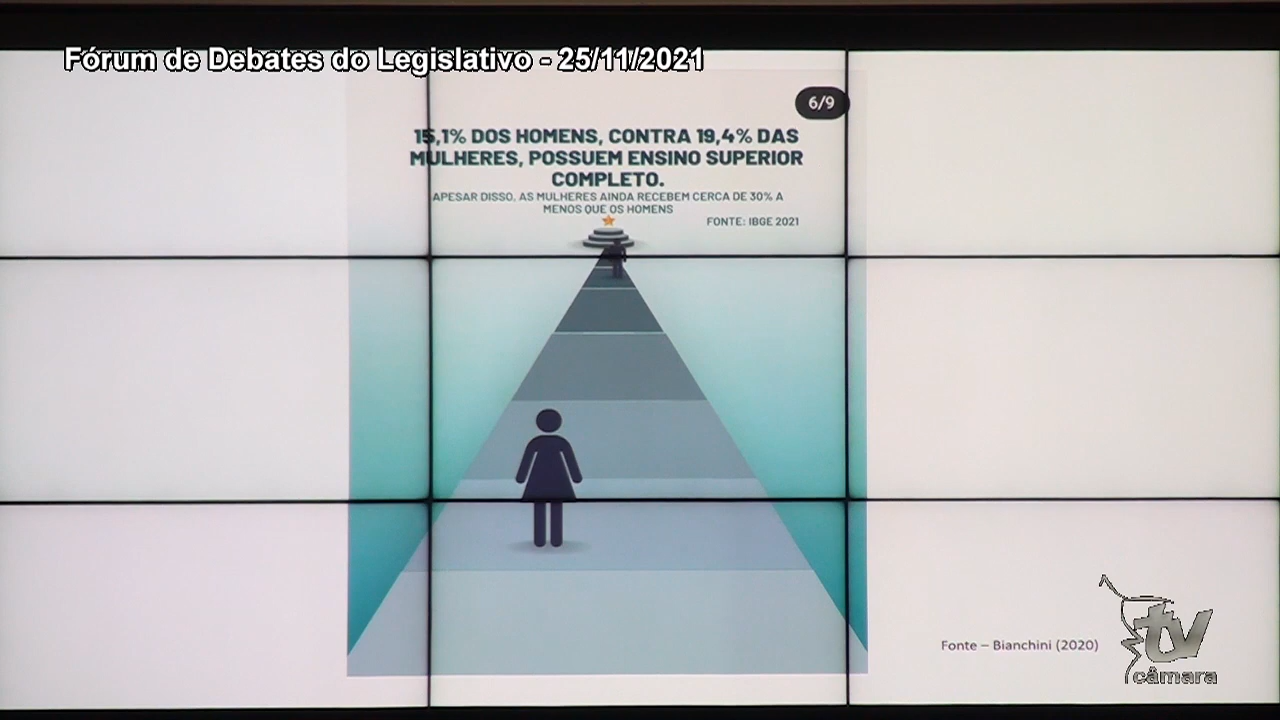 Fórum de Debates do Legislativo - 25/11/2021
6/9
15,1% DOS HOMENS, CONTRA 19,4% DAS
MULHERES, POSSUEM ENSINO SUPERIOR
COMPLETO.
APESAR DISSO, AS MULHERES AINDA RECEBEM CERCA DE 30% A
MENOS QUE OS HOMENS
FONTE: IBGE 2021
Fonte – Bianchini (2020)
tv
câmara